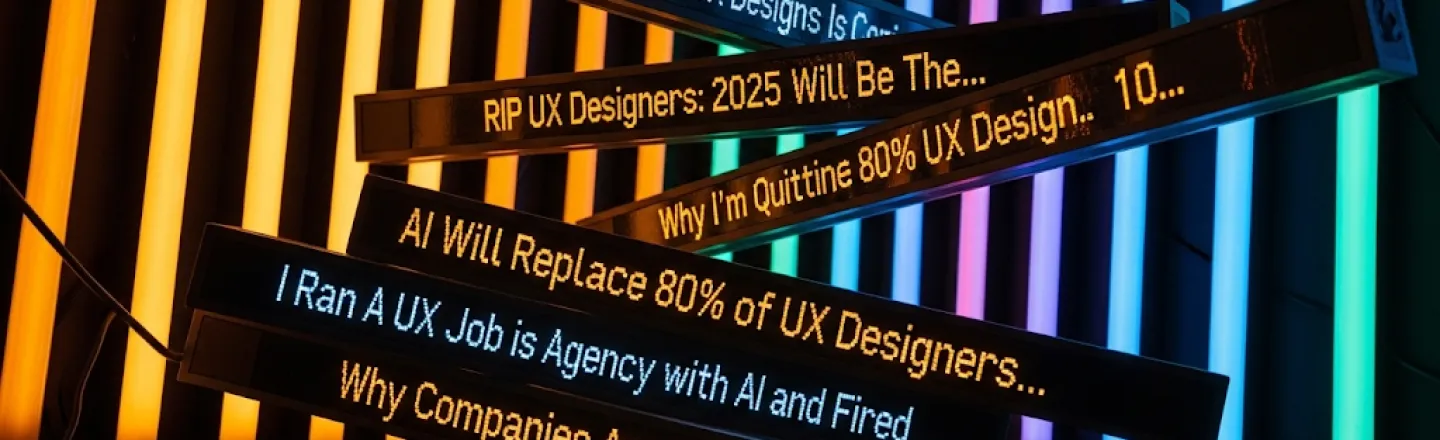 Designs Is
RIP UX Designers: 2025 Will Be The...
Why I'm Quittine 80% UX Design.. 10...
AI Will Replace 80% of UX Designers...
I Ran A UX Job is Agency with AI and Fired
Why Companies